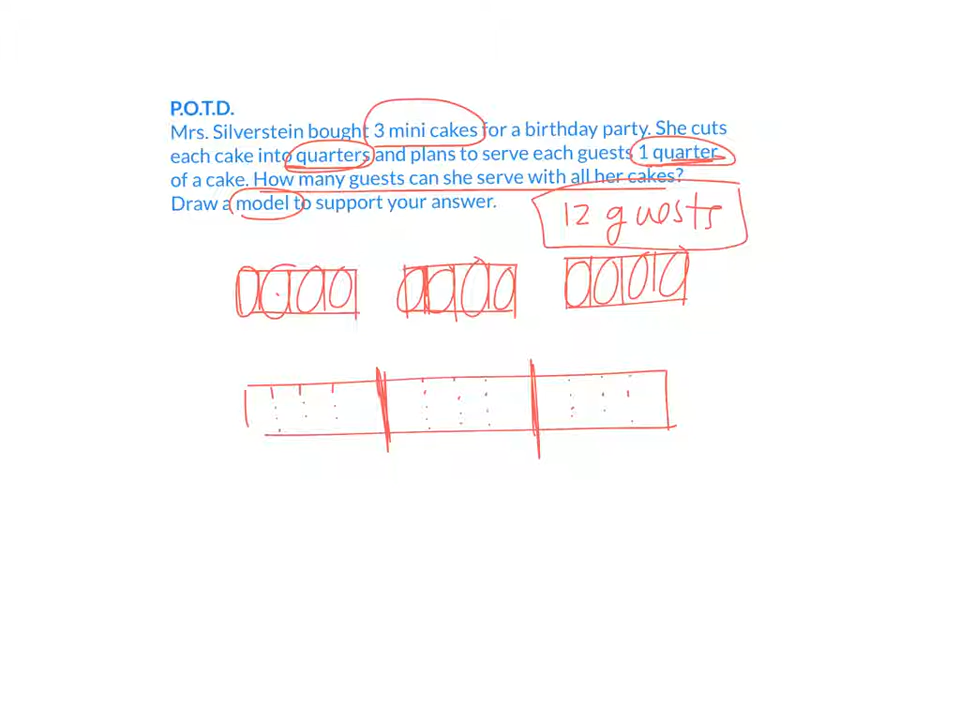 P.O.T.D.
Mrs. Silverstein bought 3 mini cakes for a birthday party. She cuts
each cake into quarters and plans to serve each guests 1 quarter
of a cake. How many guests can she serve with all her cakes?
Draw a model to support your answer.
12 guests